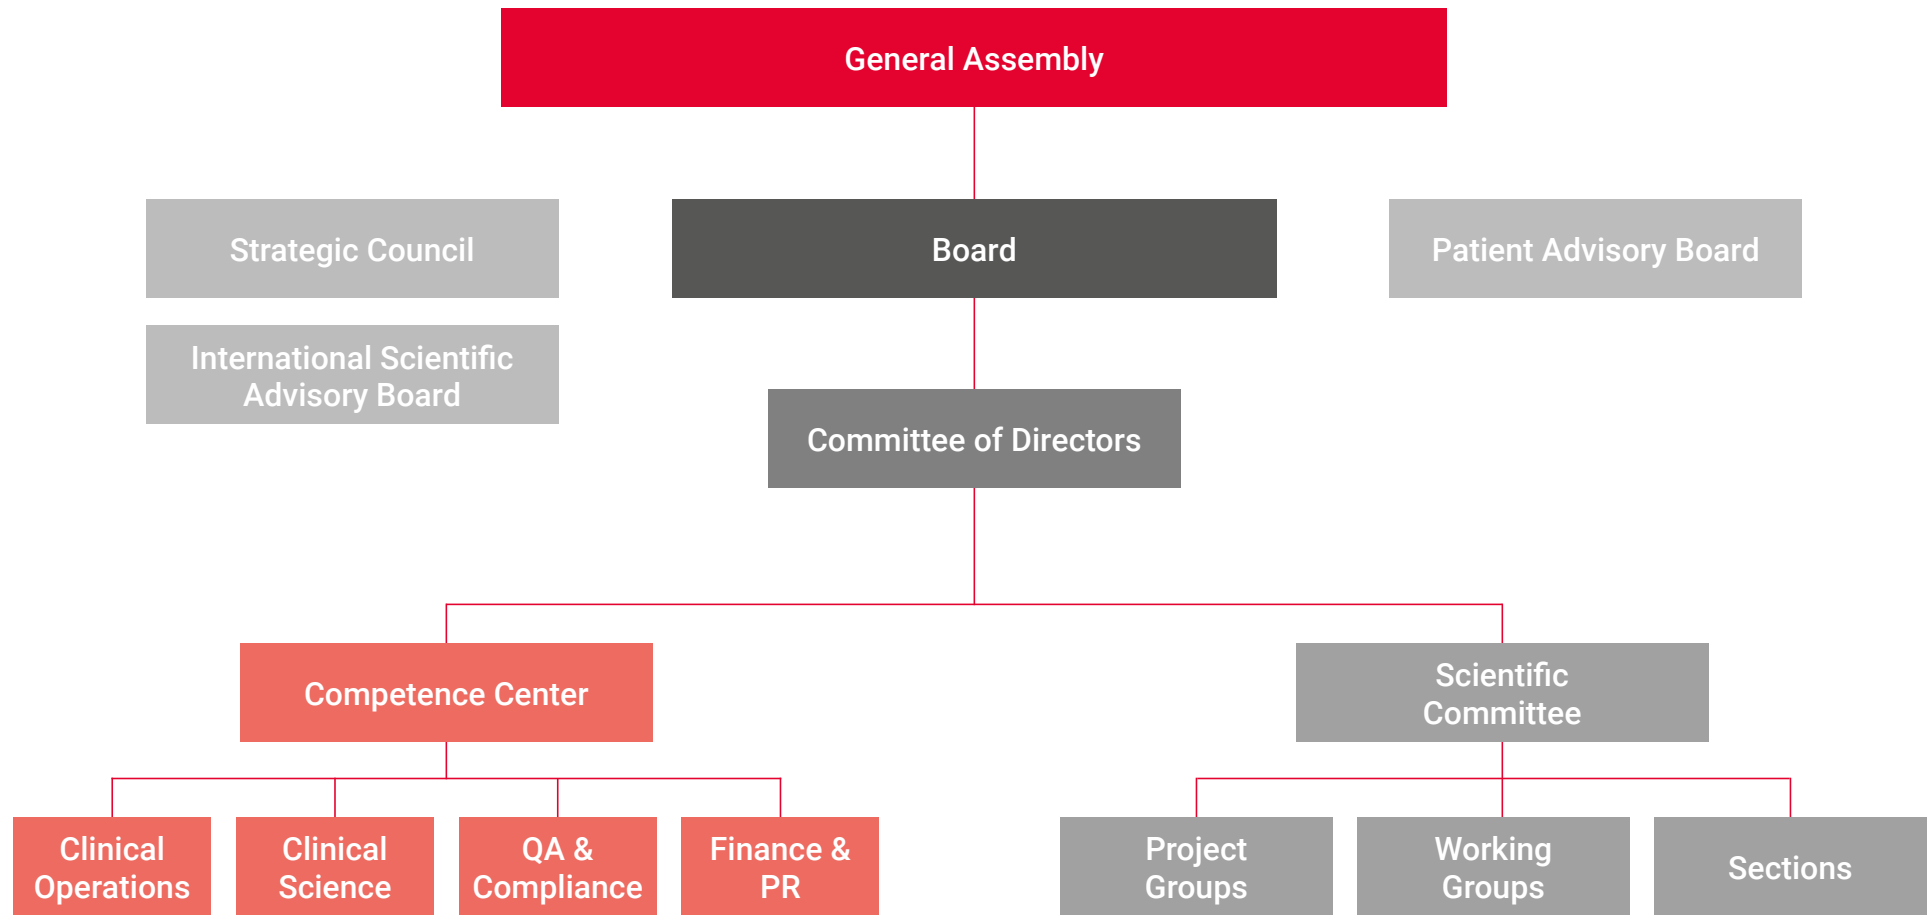 General Assembly
Strategic Council
Board
Patient Advisory Board
International Scientific
Advisory Board
Committee of Directors
Competence Center
Scientific
Committee
Clinical
Operations
Clinical
Science
QA &
Compliance
Finance &
PR
Project
Groups
Working
Groups
Sections